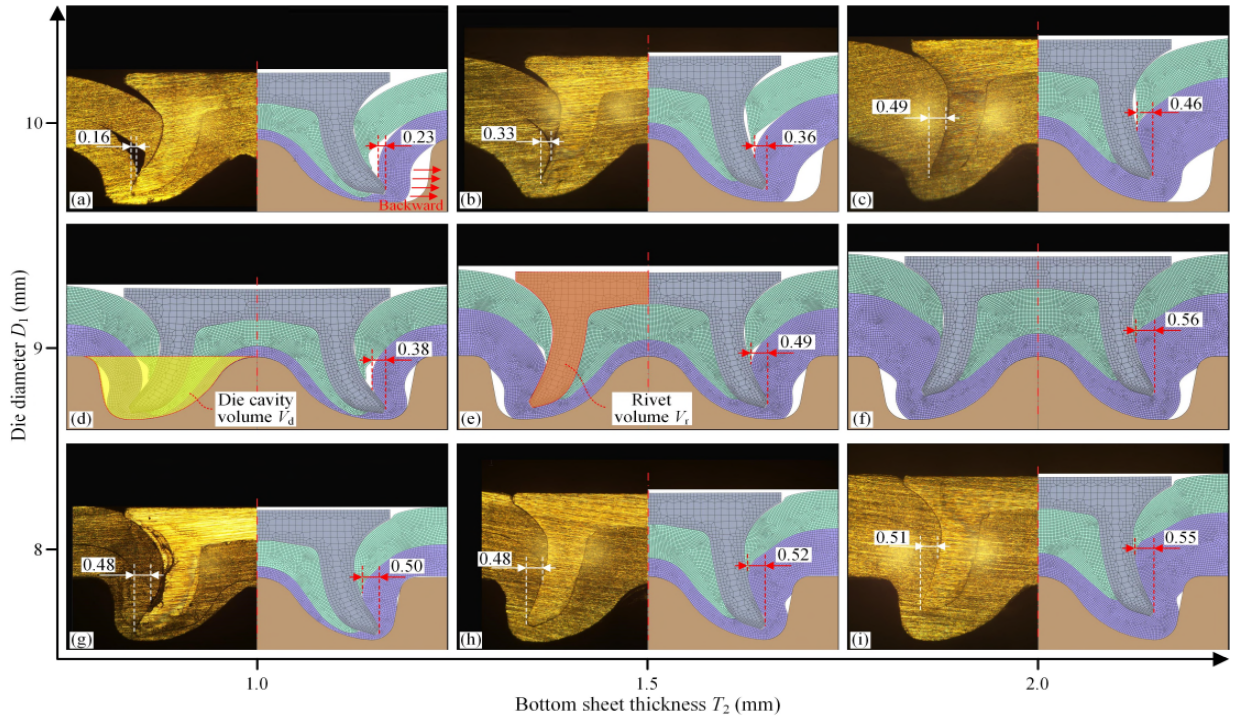 Die diameter D₁ (mm)
10
9
8
0.16
0.23
Backward
(a)
0.33
0.36
(b)
0.49
0.46
(c)
0.38
Die cavity
volume V_d
(d)
0.49
Rivet
volume V_r
(e)
0.56
(f)
0.48
0.50
(g)
0.48
0.52
(h)
0.51
0.55
(i)
1.0
1.5
2.0
Bottom sheet thickness T₂ (mm)